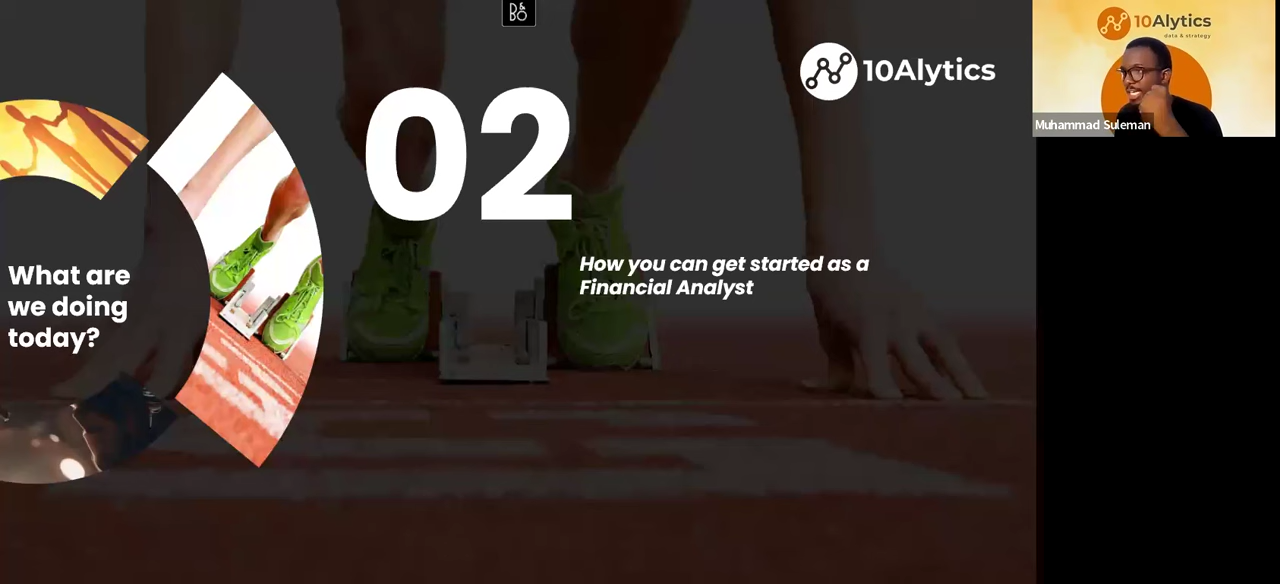 B&
BO
10Alytics
data & strategy
Muhammad Suleman
10Alytics
02
How you can get started as a
Financial Analyst
What are
we doing
today?